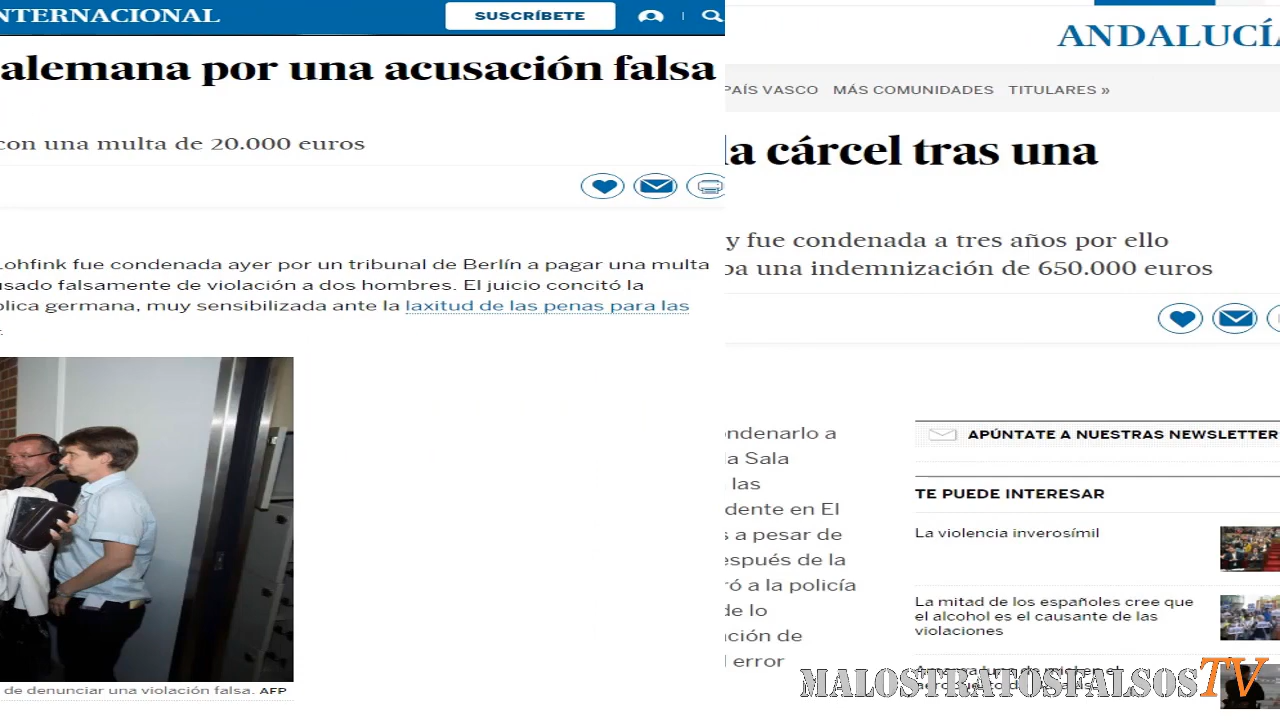 NTERNACIONAL
SUSCRÍBETE
alemana por una acusación falsa
con una multa de 20.000 euros
Lohfink fue condenada ayer por un tribunal de Berlín a pagar una multa
usado falsamente de violación a dos hombres. El juicio concitó la
blica germana, muy sensibilizada ante la laxitud de las penas para las
r.
de denunciar una violación falsa. AFP
ANDALUCÍA
PAÍS VASCO MÁS COMUNIDADES TITULARES »
la cárcel tras una
y fue condenada a tres años por ello
ba una indemnización de 650.000 euros
ondenarlo a
la Sala
las
dente en El
s a pesar de
espués de la
ró a la policía
de lo
ación de
l error
APÚNTATE A NUESTRAS NEWSLETTER
TE PUEDE INTERESAR
La violencia inverosímil
La mitad de los españoles cree que
el alcohol es el causante de las
violaciones
MALOSTRATOSFALSOSTV